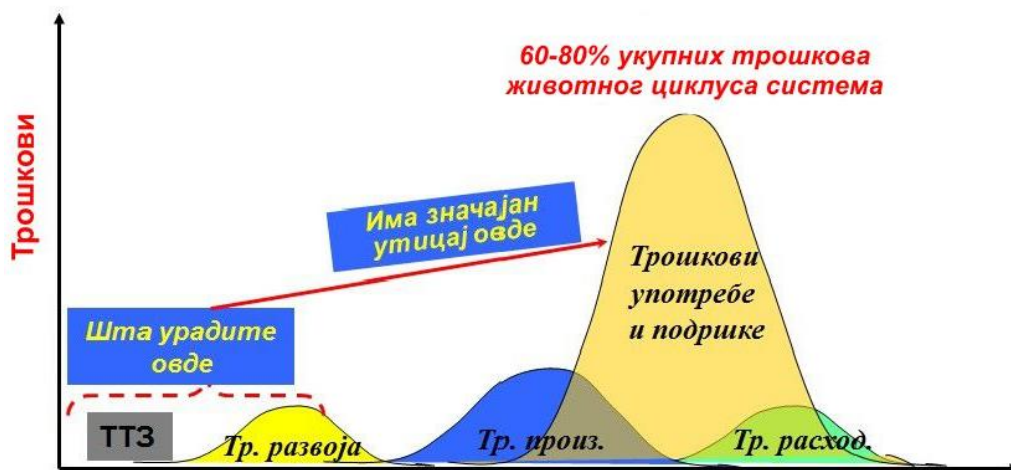 60-80% укупних трошкова
животног циклуса система
Трошкови
Има значајан
утицај овде
Трошкови
употребе
и подршке
Шта урадите
овде
ТТЗ
Тр. развоја
Тр. произ.
Тр. расход.